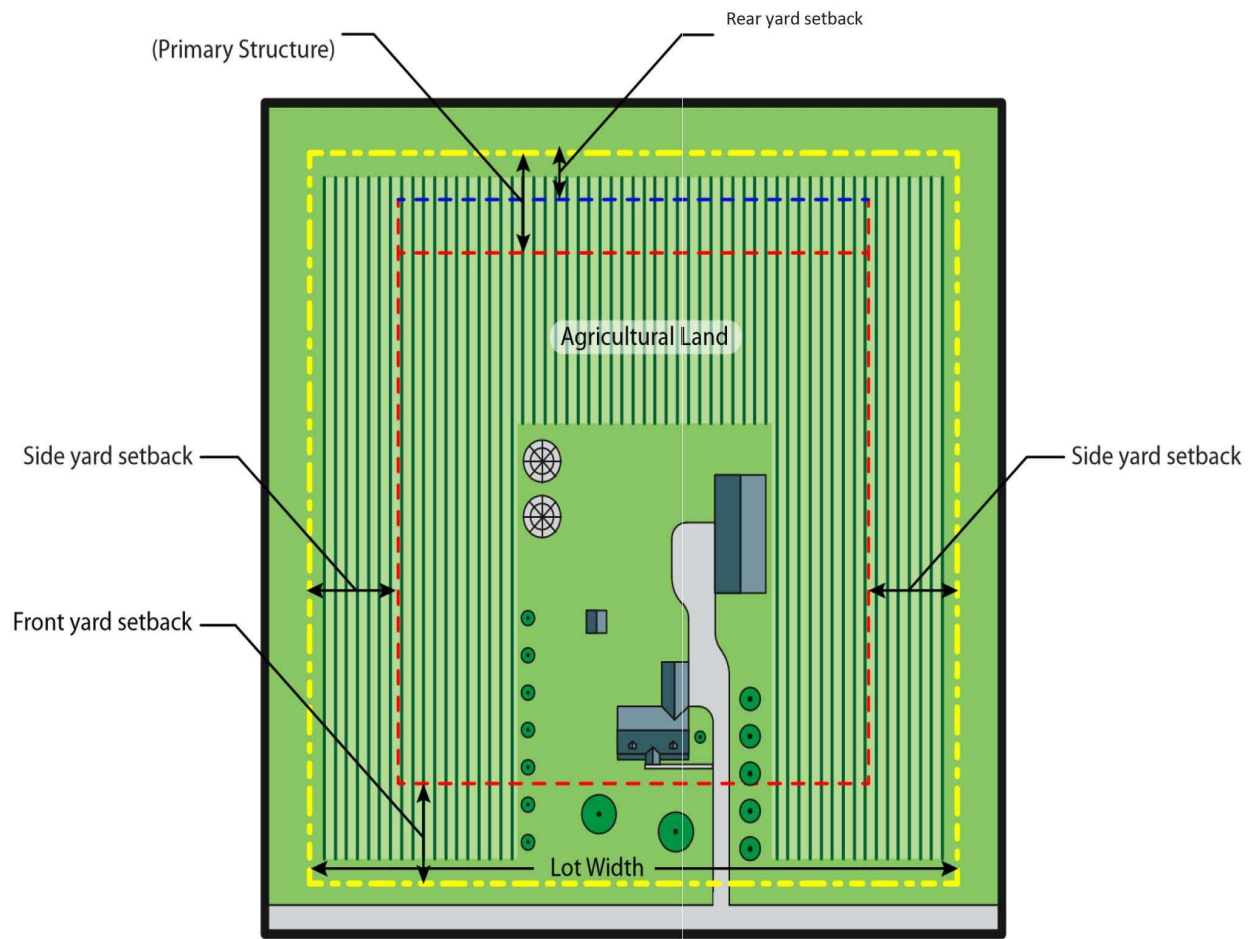 Rear yard setback
(Primary Structure)
Agricultural Land
Side yard setback
Side yard setback
Front yard setback
Lot Width